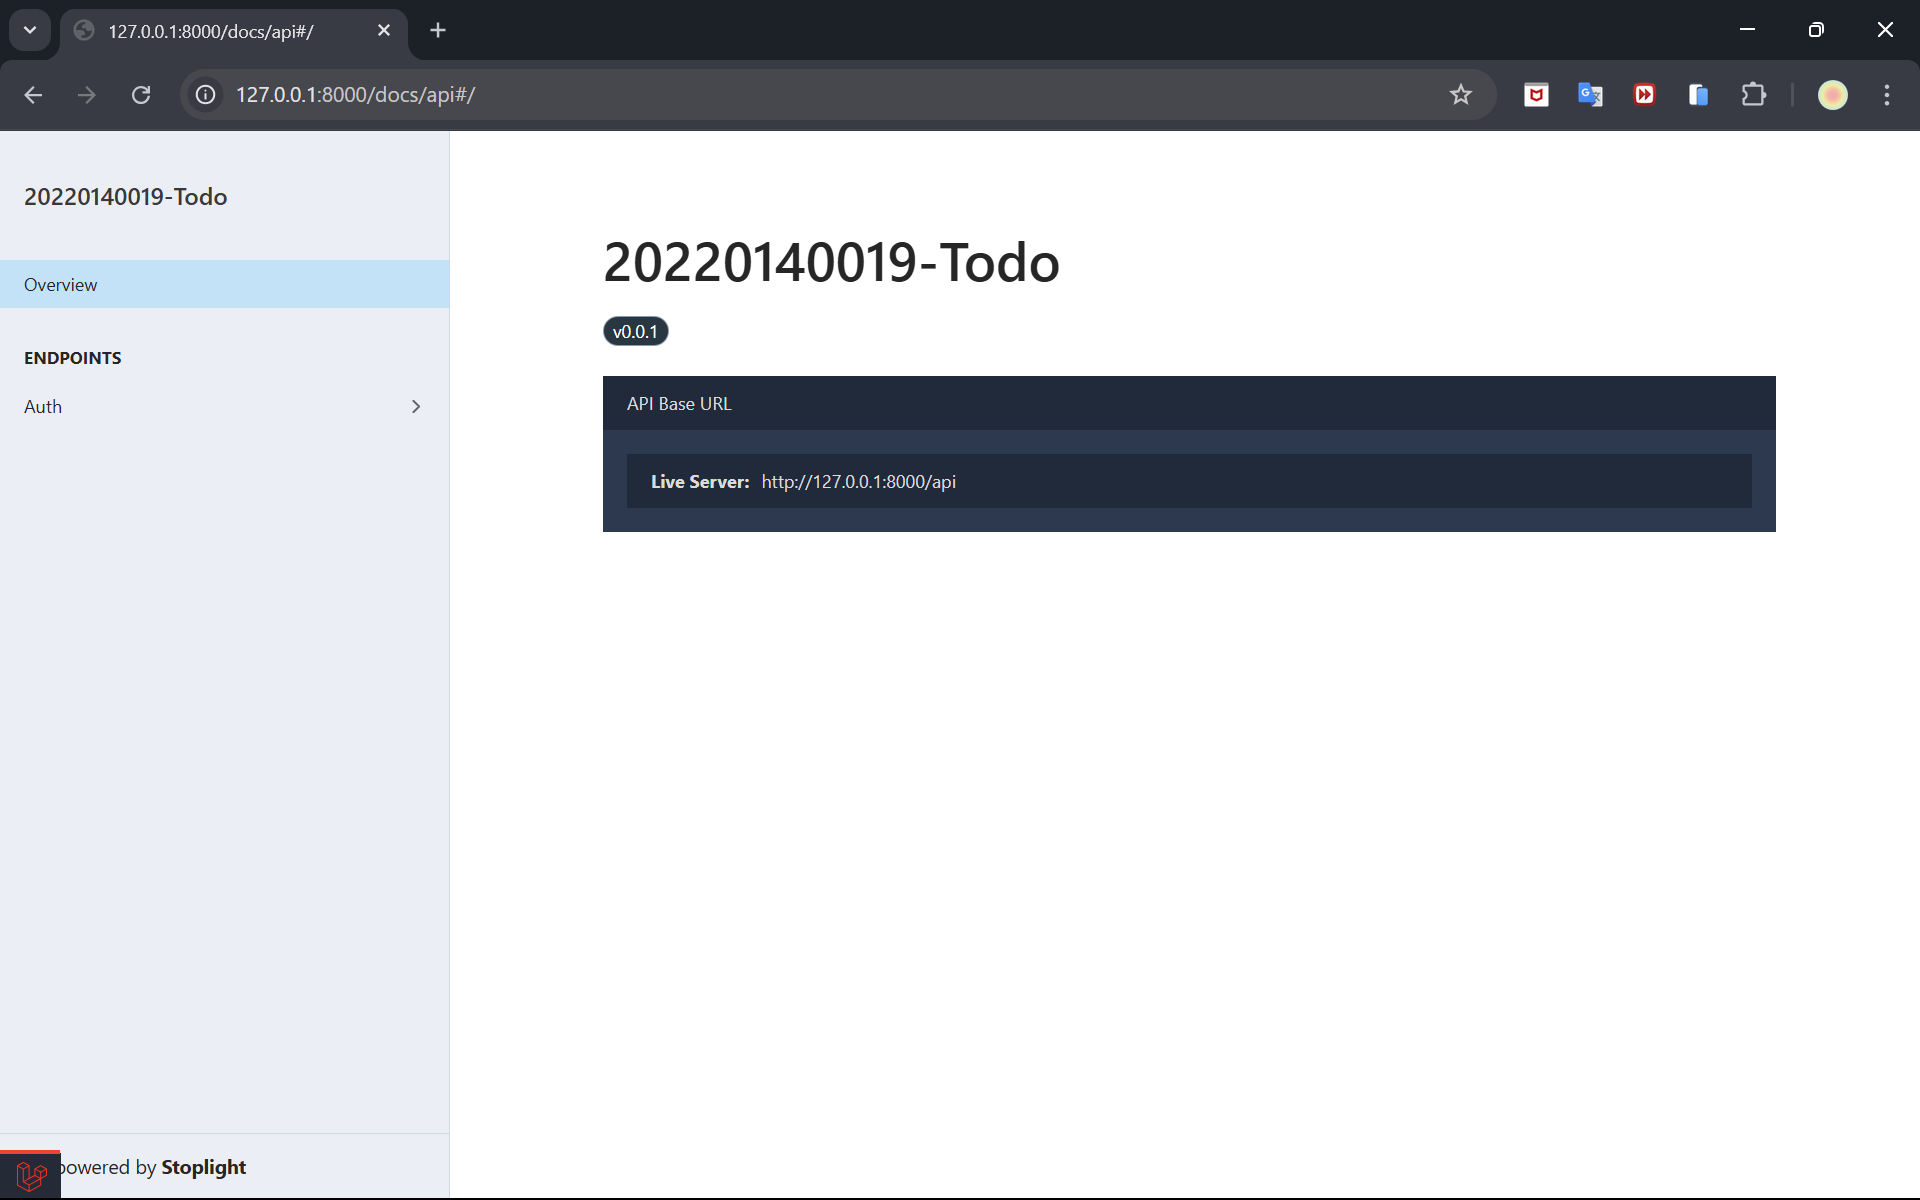 127.0.0.1:8000/docs/api#/
127.0.0.1:8000/docs/api#/
20220140019-Todo
Overview
ENDPOINTS
Auth
20220140019-Todo
v0.0.1
API Base URL
Live Server: http://127.0.0.1:8000/api
powered by Stoplight